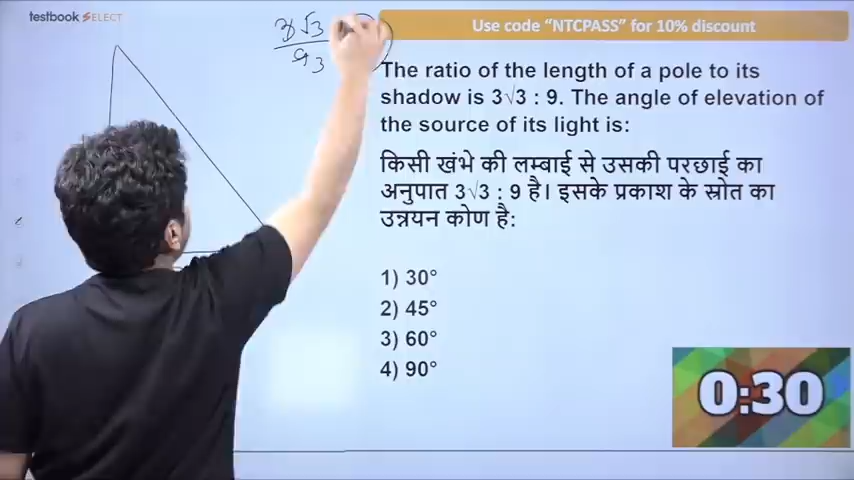 testbook SELECT
Use code “NTCPASS” for 10% discount
3√3
9 3
The ratio of the length of a pole to its
shadow is 3√3 : 9. The angle of elevation of
the source of its light is:
किसी खंभे की लम्बाई से उसकी परछाई का
अनुपात 3√3 : 9 है। इसके प्रकाश के स्रोत का
उन्नयन कोण है:
1) 30°
2) 45°
3) 60°
4) 90°
0:30